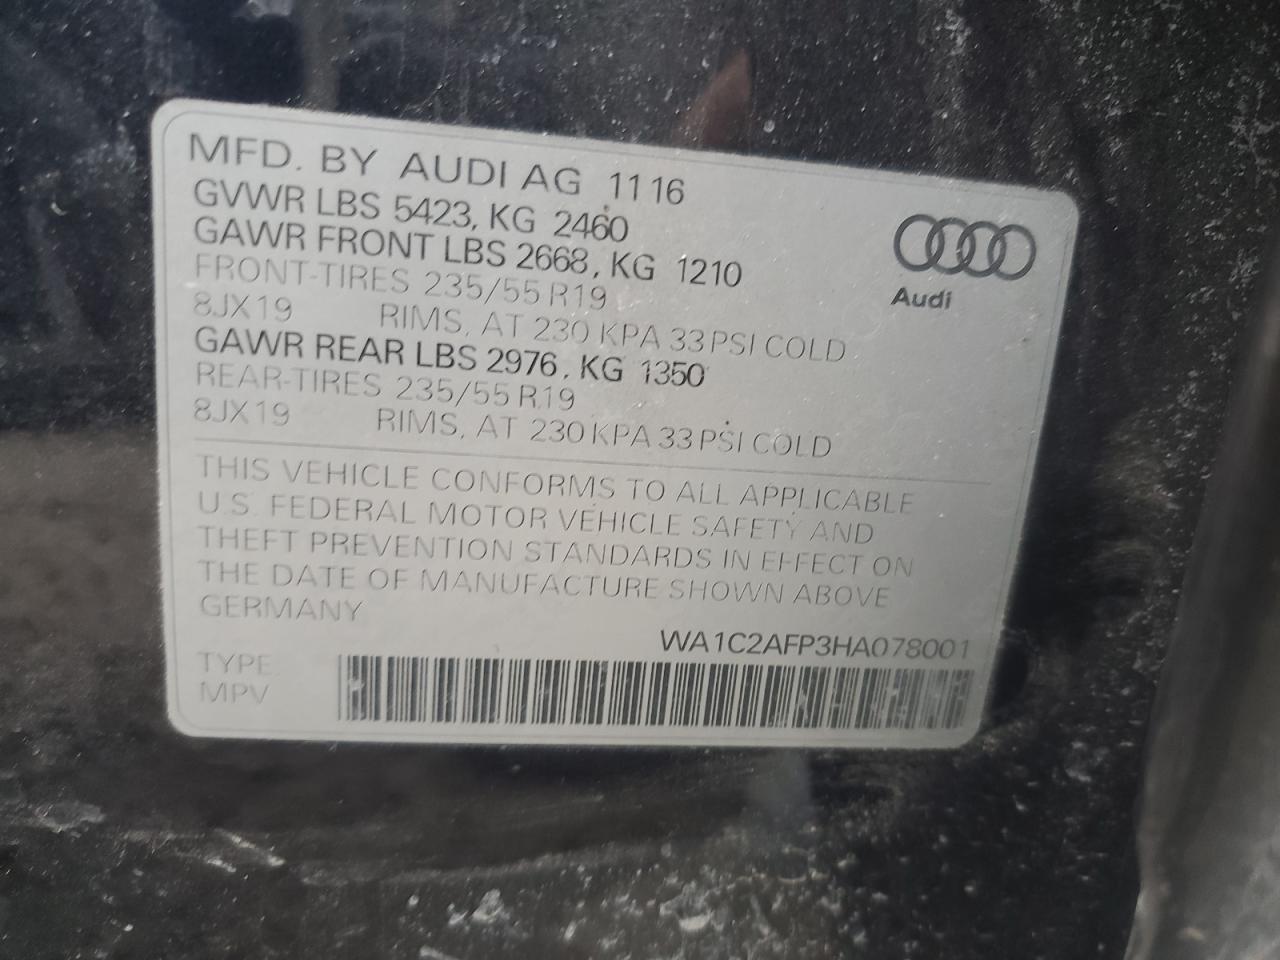 MFD. BY AUDI AG 11 16
GVWR LBS 5423, KG 2460
GAWR FRONT LBS 2668, KG 1210
FRONT-TIRES 235/55 R19
8JX19 RIMS, AT 230 KPA 33 PSI COLD
GAWR REAR LBS 2976, KG 1350
REAR-TIRES 235/55 R19
8JX19 RIMS, AT 230 KPA 33 PSI COLD
Audi
THIS VEHICLE CONFORMS TO ALL APPLICABLE
U.S. FEDERAL MOTOR VEHICLE SAFETY AND
THEFT PREVENTION STANDARDS IN EFFECT ON
THE DATE OF MANUFACTURE SHOWN ABOVE
GERMANY
WA1C2AFP3HA078001
TYPE
MPV